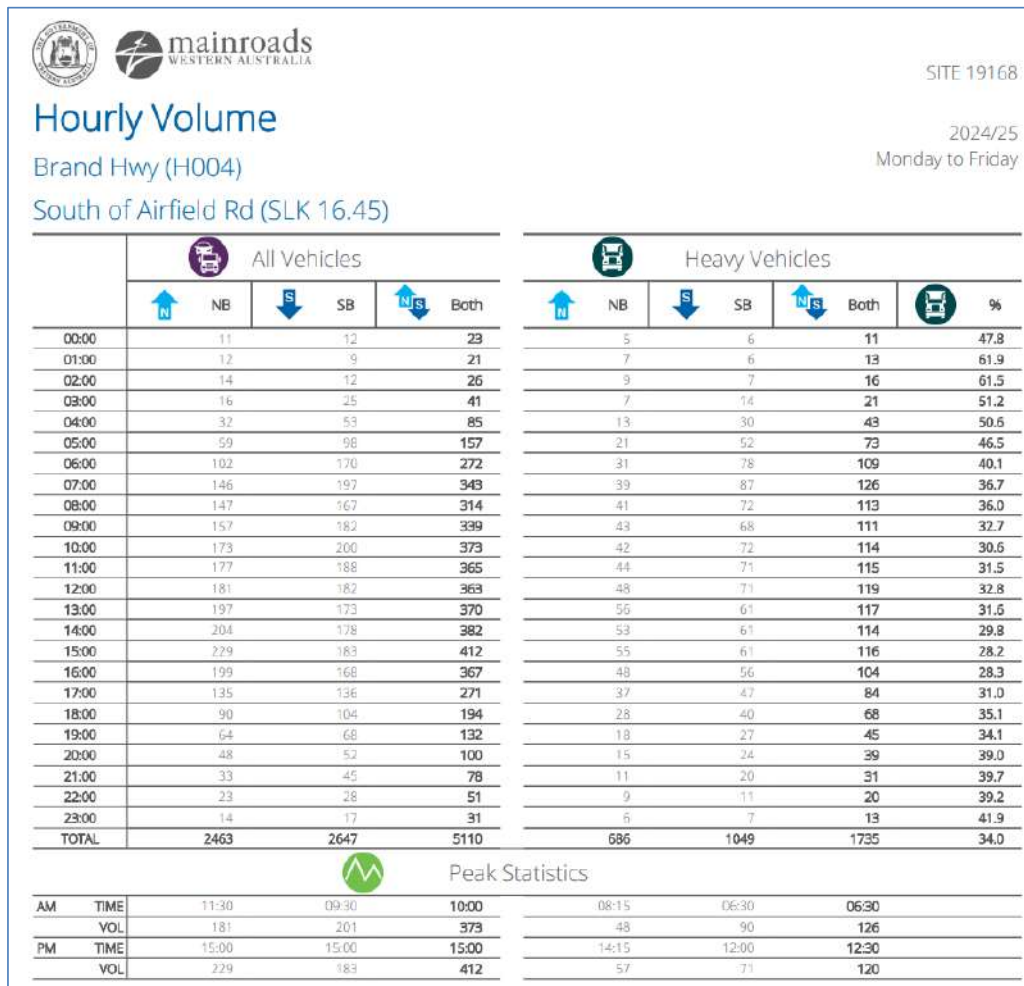 THE GOVERNMENT OF
WESTERN AUSTRALIA
mainroads
WESTERN AUSTRALIA
SITE 19168
Hourly Volume
2024/25
Brand Hwy (H004)
Monday to Friday
South of Airfield Rd (SLK 16.45)
All Vehicles Heavy Vehicles
N NB S SB N S Both N NB S SB N S Both %
00:00 11 12 23 5 6 11 47.8
01:00 12 9 21 7 6 13 61.9
02:00 14 12 26 9 7 16 61.5
03:00 16 25 41 7 14 21 51.2
04:00 32 53 85 13 30 43 50.6
05:00 59 98 157 21 52 73 46.5
06:00 102 170 272 31 78 109 40.1
07:00 146 197 343 39 87 126 36.7
08:00 147 167 314 41 72 113 36.0
09:00 157 182 339 43 68 111 32.7
10:00 173 200 373 42 72 114 30.6
11:00 177 188 365 44 71 115 31.5
12:00 181 182 363 48 71 119 32.8
13:00 197 173 370 56 61 117 31.6
14:00 204 178 382 53 61 114 29.8
15:00 229 183 412 55 61 116 28.2
16:00 199 168 367 48 56 104 28.3
17:00 135 136 271 37 47 84 31.0
18:00 90 104 194 28 40 68 35.1
19:00 64 68 132 18 27 45 34.1
20:00 48 52 100 15 24 39 39.0
21:00 33 45 78 11 20 31 39.7
22:00 23 28 51 9 11 20 39.2
23:00 14 17 31 6 7 13 41.9
TOTAL 2463 2647 5110 686 1049 1735 34.0
Peak Statistics
AM TIME 11:30 09:30 10:00 08:15 06:30 06:30
VOL 181 201 373 48 90 126
PM TIME 15:00 15:00 15:00 14:15 12:00 12:30
VOL 229 183 412 57 71 120